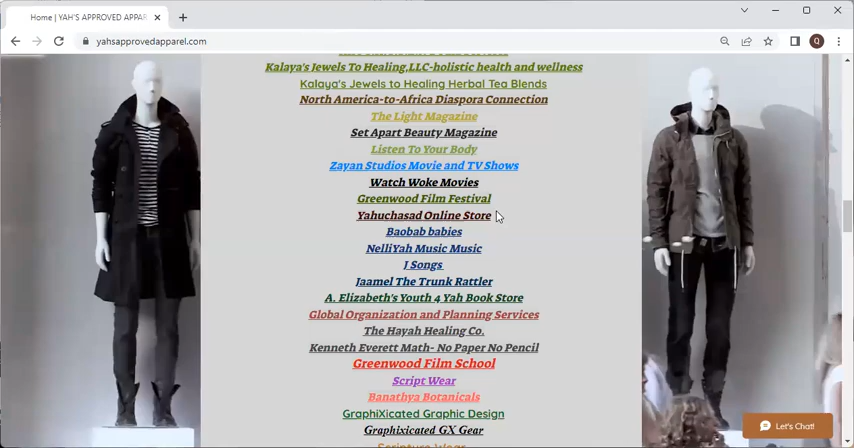 Home | YAH'S APPROVED APPAR
yahsapprovedapparel.com
Q
Kalaya's Jewels To Healing,LLC-holistic health and wellness
Kalaya's Jewels to Healing Herbal Tea Blends
North America-to-Africa Diaspora Connection
The Light Magazine
Set Apart Beauty Magazine
Listen To Your Body
Zayan Studios Movie and TV Shows
Watch Woke Movies
Greenwood Film Festival
Yahuchasad Online Store
Baobab babies
NelliYah Music Music
J Songs
Jaamel The Trunk Rattler
A. Elizabeth's Youth 4 Yah Book Store
Global Organization and Planning Services
The Hayah Healing Co.
Kenneth Everett Math- No Paper No Pencil
Greenwood Film School
Script Wear
Banathya Botanicals
GraphiXicated Graphic Design
Graphixicated GX Gear
Scripture Wear
Let's Chat!